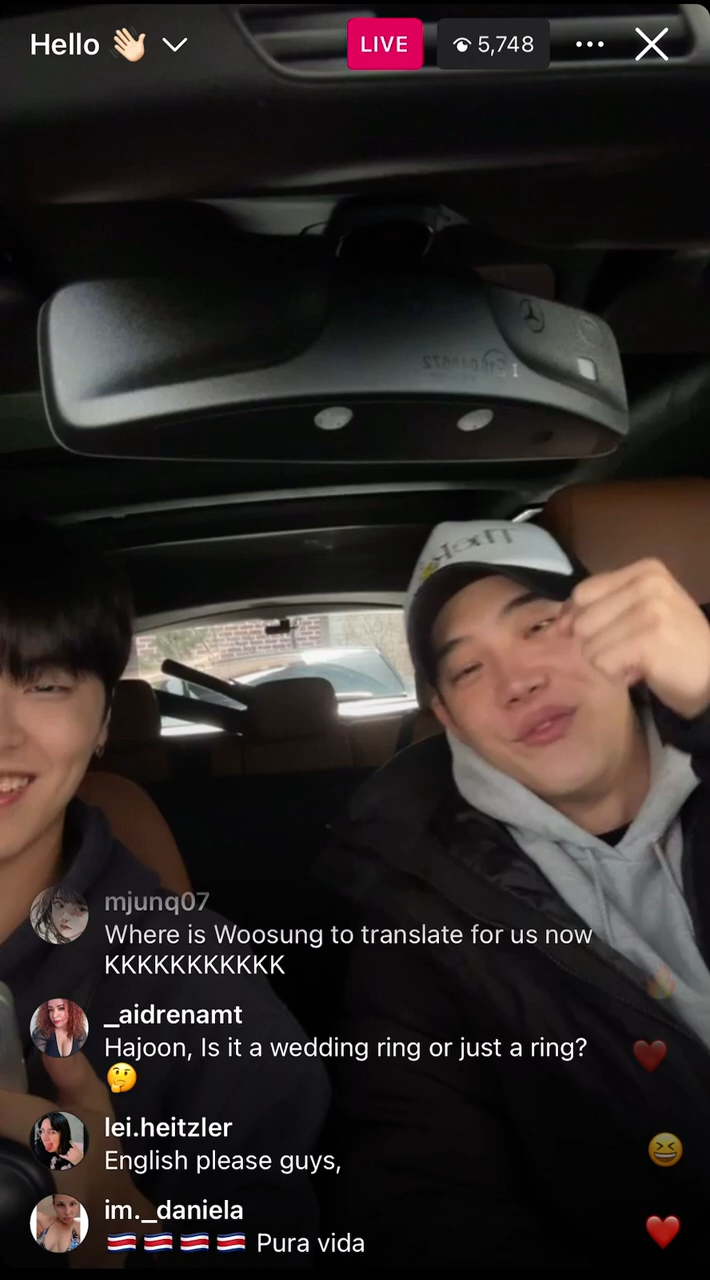 Hello 👋🏻
LIVE
5,748
mjunq07
Where is Woosung to translate for us now
KKKKKKKKKKK
_aidrenamt
Hajoon, Is it a wedding ring or just a ring?
🤔
lei.heitzler
English please guys,
im._daniela
🇨🇷🇨🇷🇨🇷🇨🇷 Pura vida